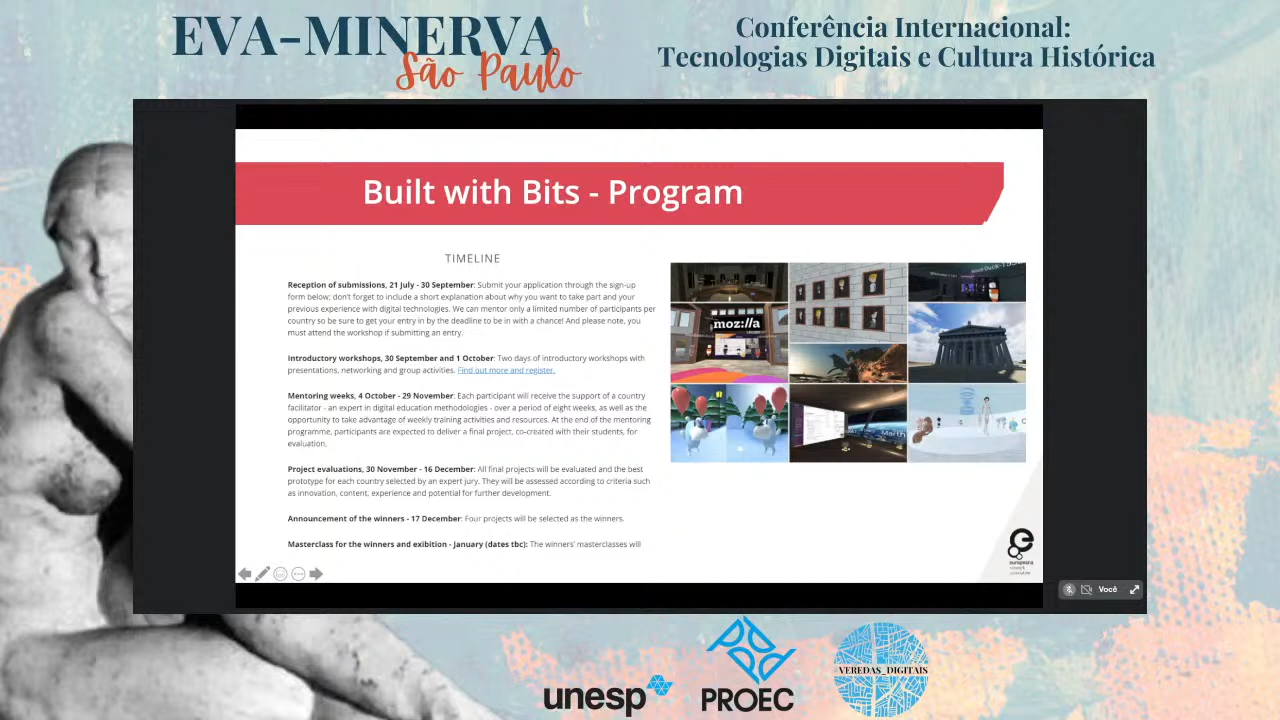 EVA-MINERVA
São Paulo
Conferência Internacional:
Tecnologias Digitais e Cultura Histórica
Built with Bits - Program
TIMELINE
Reception of submissions, 21 July - 30 September: Submit your application through the sign-up
form below; don't forget to include a short explanation about why you want to take part and your
previous experience with digital technologies. We can mentor only a limited number of participants per
country so be sure to get your entry in by the deadline to be in with a chance! And please note, you
must attend the workshop if submitting an entry.
Introductory workshops, 30 September and 1 October: Two days of introductory workshops with
presentations, networking and group activities. Find out more and register.
Mentoring weeks, 4 October - 29 November: Each participant will receive the support of a country
facilitator - an expert in digital education methodologies - over a period of eight weeks, as well as the
opportunity to take advantage of weekly training activities and resources. At the end of the mentoring
programme, participants are expected to deliver a final project, co-created with their students, for
evaluation.
Project evaluations, 30 November - 16 December: All final projects will be evaluated and the best
prototype for each country selected by an expert jury. They will be assessed according to criteria such
as innovation, content, experience and potential for further development.
Announcement of the winners - 17 December: Four projects will be selected as the winners.
Masterclass for the winners and exibition - January (dates tbc): The winners' masterclasses will
moz://a
europeana
Você
unesp
PROEC
VEREDAS_DIGITAIS